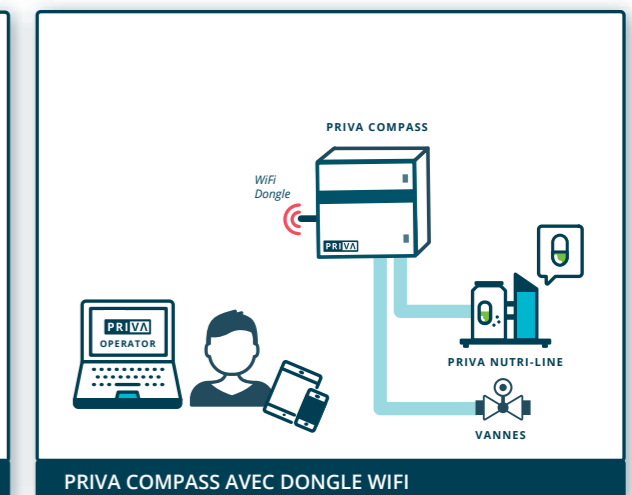 PRIVA COMPASS
WiFi
Dongle
PRIVA
PRIVA
OPERATOR
PRIVA NUTRI-LINE
VANNES
PRIVA COMPASS AVEC DONGLE WIFI